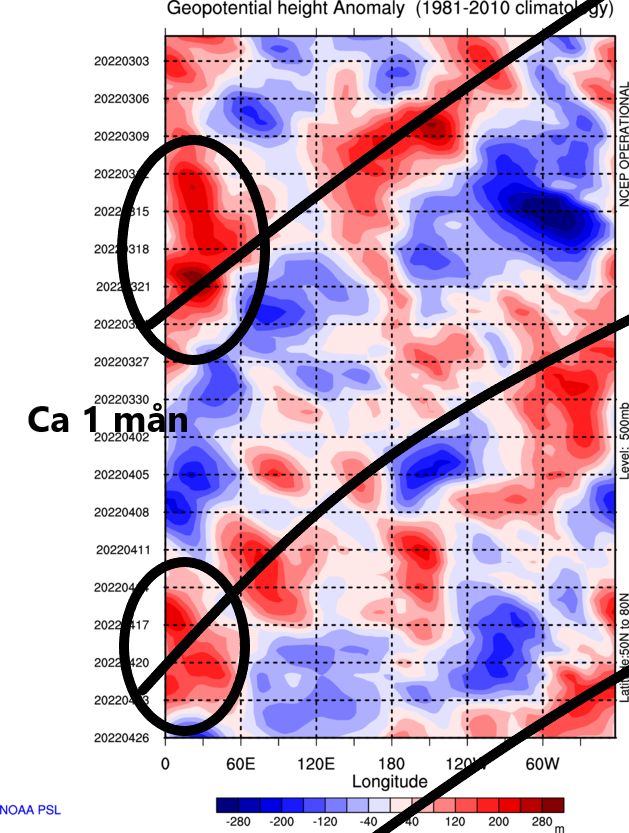 Geopotential height Anomaly (1981-2010 climatology)
20220303
20220306
20220309
20220315
20220318
20220321
20220327
20220330
Ca 1 mån
20220402
20220405
20220408
20220411
20220417
20220420
20220426
0 60E 120E 180 120W 60W
Longitude
NCEP OPERATIONAL
Level: 500mb
Latitude:50N to 80N
NOAA PSL
-280 -200 -120 -40 40 120 200 280
m